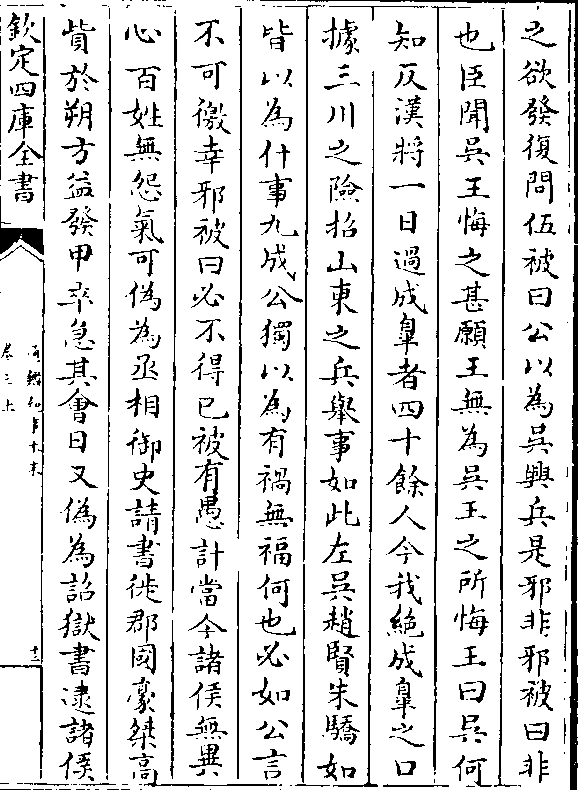 之欲發復問伍被曰公以為吳興兵是邪非邪被曰非
也臣聞吳王悔之甚願王無為吳王之所悔王曰吳何
知反漢將一日過成臯者四十餘人今我絶成臯之口
據三川之險招山東之兵舉事如此左吳趙賢朱驕如
皆以為什事九成公獨以為有禍無福何也必如公言
不可徼幸邪被曰必不得已被有愚計當今諸侯無異
心百姓無怨氣可偽為丞相御史請書徙郡國豪桀高
貲於朔方益發甲卒急其會日又偽為詔獄書逮諸侯
欽定四庫全書
卷三上
十二